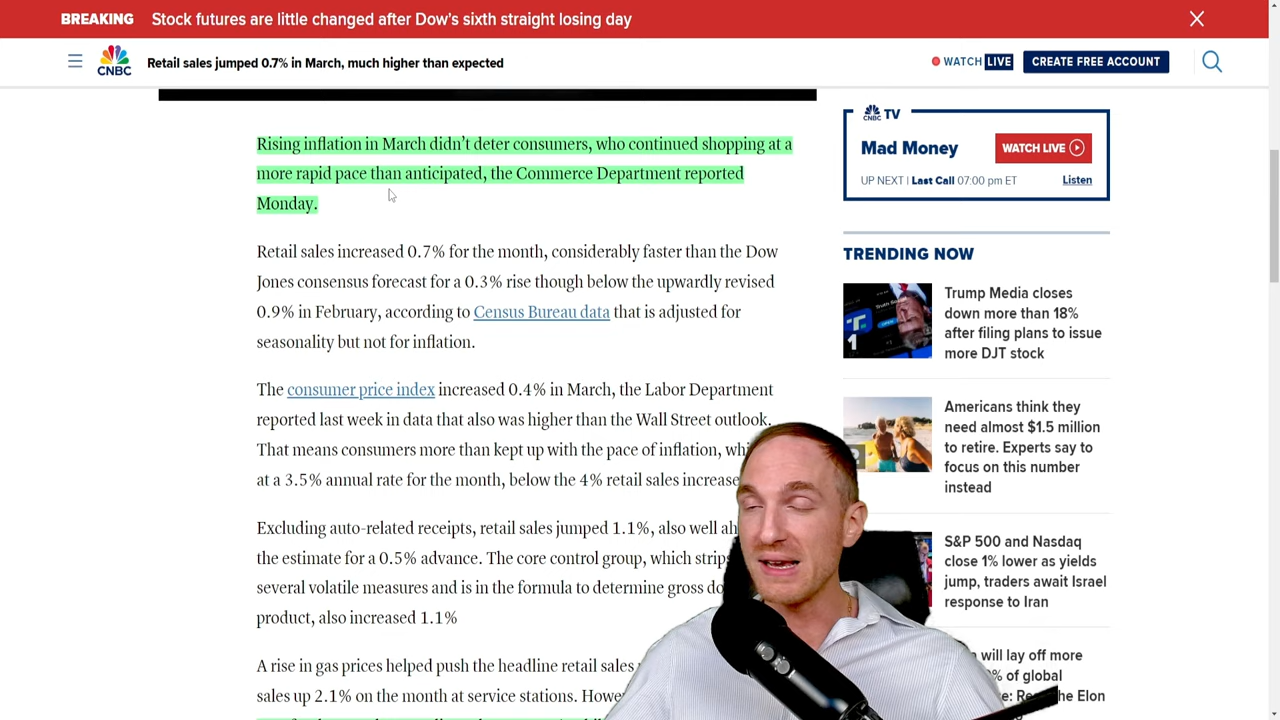 BREAKING Stock futures are little changed after Dow's sixth straight losing day
CNBC Retail sales jumped 0.7% in March, much higher than expected
WATCH LIVE
CREATE FREE ACCOUNT
Rising inflation in March didn't deter consumers, who continued shopping at a
more rapid pace than anticipated, the Commerce Department reported
Monday.
Retail sales increased 0.7% for the month, considerably faster than the Dow
Jones consensus forecast for a 0.3% rise though below the upwardly revised
0.9% in February, according to Census Bureau data that is adjusted for
seasonality but not for inflation.
The consumer price index increased 0.4% in March, the Labor Department
reported last week in data that also was higher than the Wall Street outlook.
That means consumers more than kept up with the pace of inflation,
at a 3.5% annual rate for the month, below the 4% retail sales increase
Excluding auto-related receipts, retail sales jumped 1.1%, also well
the estimate for a 0.5% advance. The core control group, which
several volatile measures and is in the formula to determine gross
product, also increased 1.1%
A rise in gas prices helped push the headline retail sales
sales up 2.1% on the month at service stations.
CNBC TV
Mad Money
WATCH LIVE
UP NEXT | Last Call 07:00 pm ET
Listen
TRENDING NOW
Trump Media closes
down more than 18%
after filing plans to issue
more DJT stock
Americans think they
need almost $1.5 million
to retire. Experts say to
focus on this number
instead
S&P 500 and Nasdaq
close 1% lower as yields
jump, traders await Israel
response to Iran
will lay off more
% of global
Elon